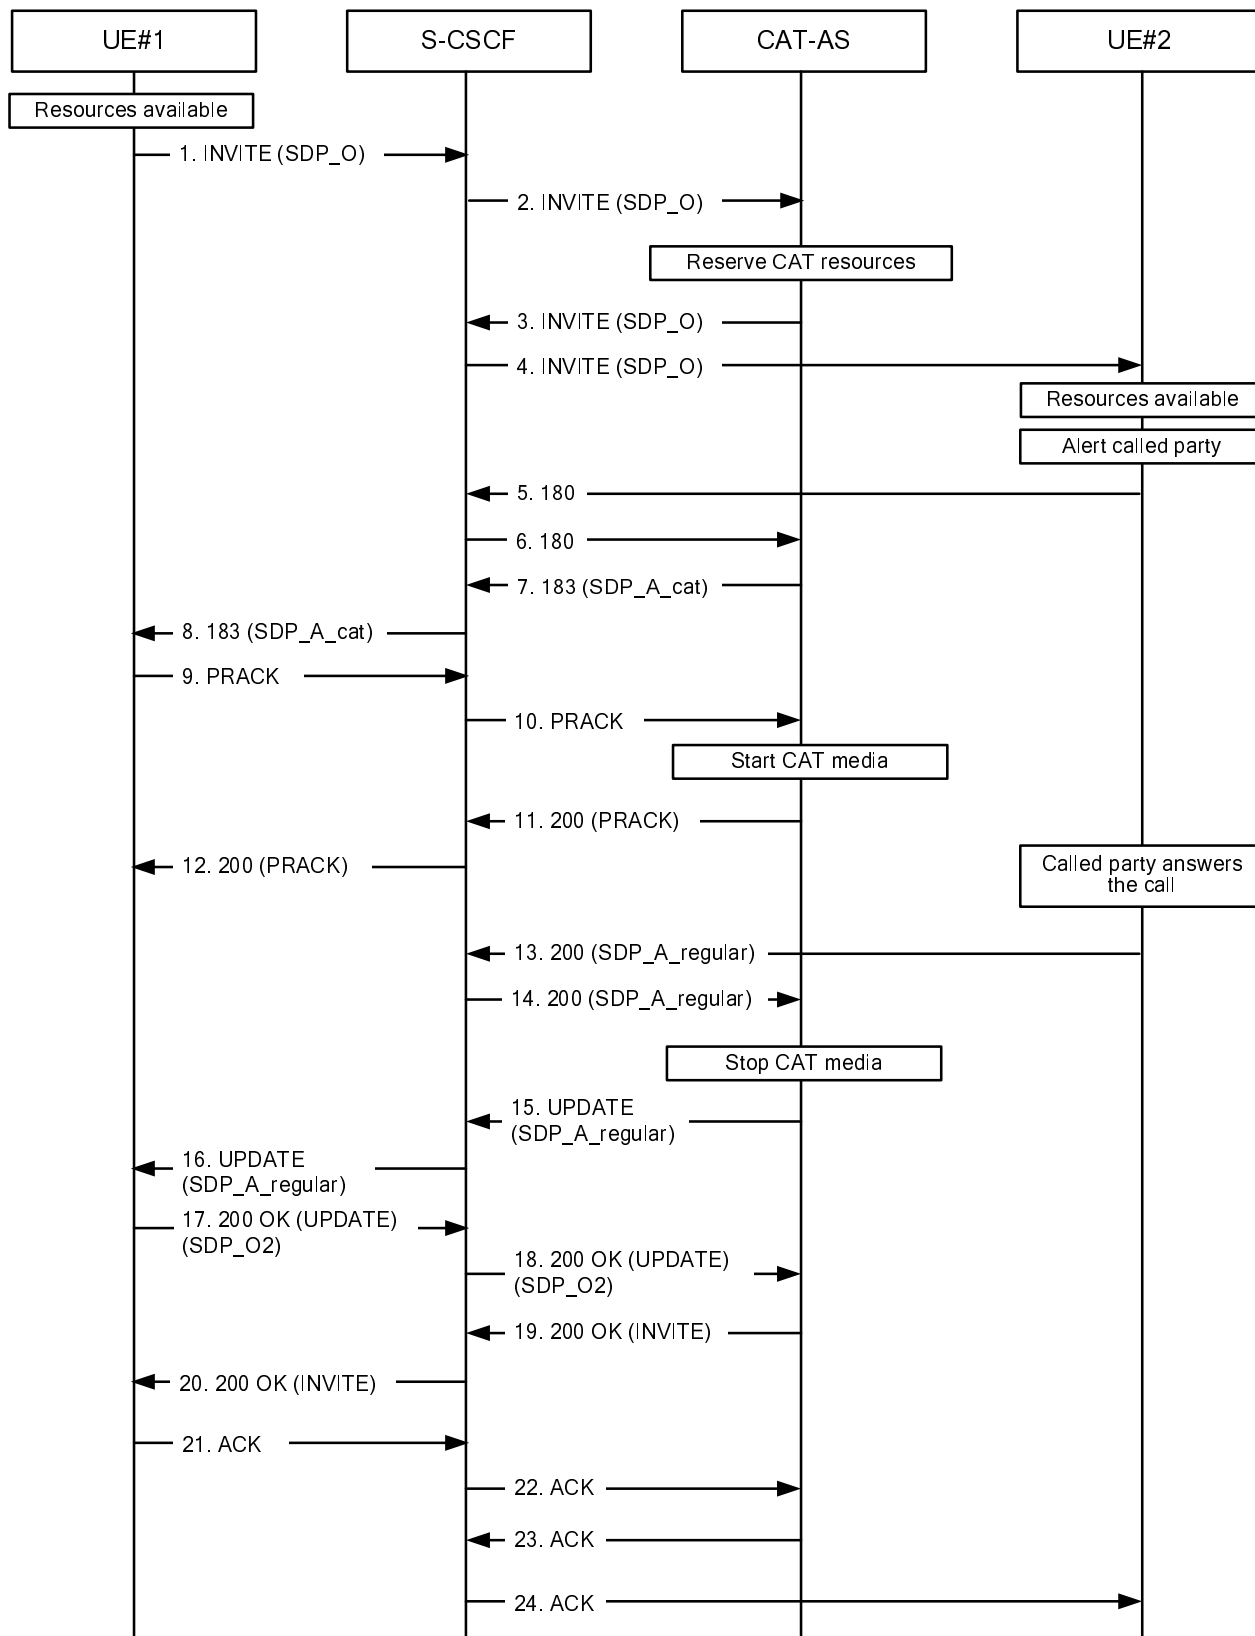 UE#1
S-CSCF
CAT-AS
UE#2
Resources available
1. INVITE (SDP_O)
2. INVITE (SDP_O)
Reserve CAT resources
3. INVITE (SDP_O)
4. INVITE (SDP_O)
Resources available
Alert called party
5. 180
6. 180
7. 183 (SDP_A_cat)
8. 183 (SDP_A_cat)
9. PRACK
10. PRACK
Start CAT media
11. 200 (PRACK)
12. 200 (PRACK)
Called party answers
the call
13. 200 (SDP_A_regular)
14. 200 (SDP_A_regular)
Stop CAT media
15. UPDATE
(SDP_A_regular)
16. UPDATE
(SDP_A_regular)
17. 200 OK (UPDATE)
(SDP_O2)
18. 200 OK (UPDATE)
(SDP_O2)
19. 200 OK (INVITE)
20. 200 OK (INVITE)
21. ACK
22. ACK
23. ACK
24. ACK